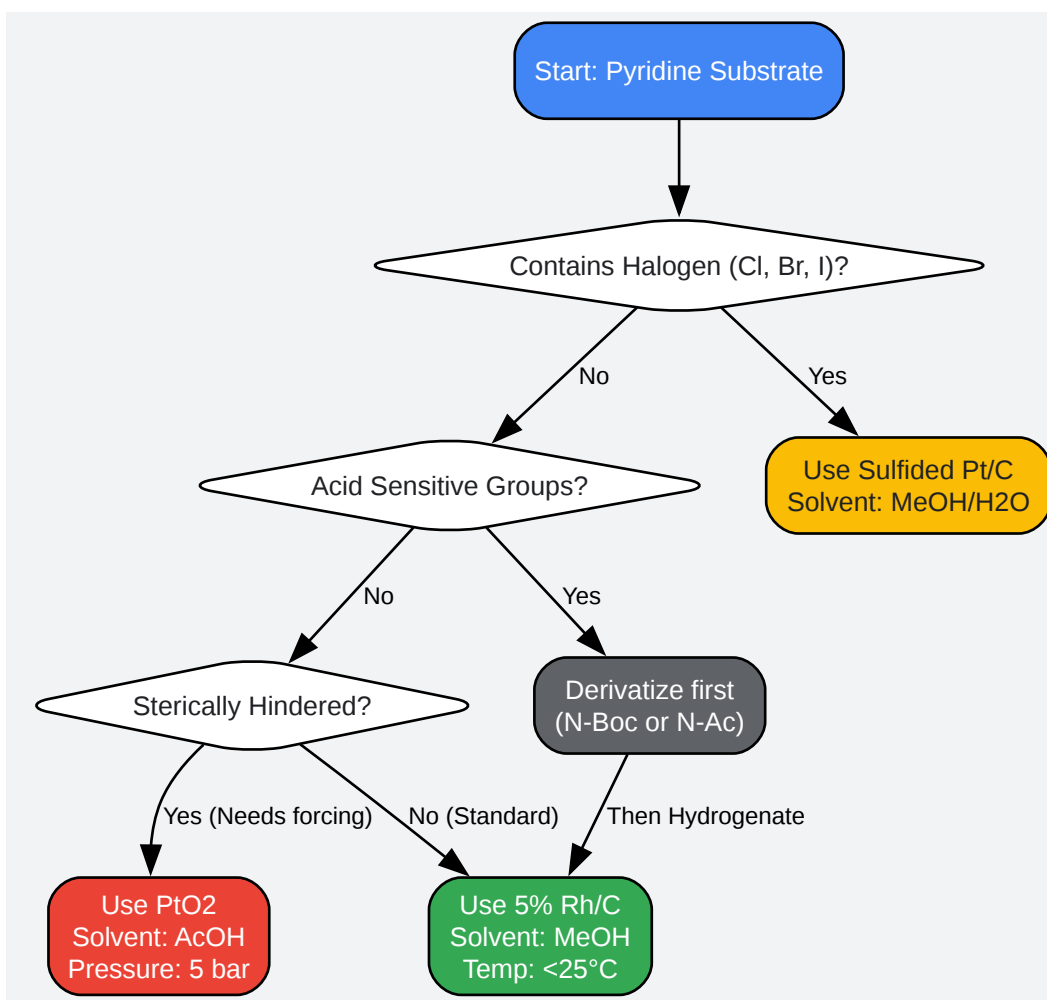 Start: Pyridine Substrate
Contains Halogen (Cl, Br, I)?
No
Yes
Acid Sensitive Groups?
Use Sulfided Pt/C
Solvent: MeOH/H2O
No
Yes
Sterically Hindered?
Derivatize first
(N-Boc or N-Ac)
Yes (Needs forcing)
No (Standard)
Then Hydrogenate
Use PtO2
Solvent: AcOH
Pressure: 5 bar
Use 5% Rh/C
Solvent: MeOH
Temp: <25°C